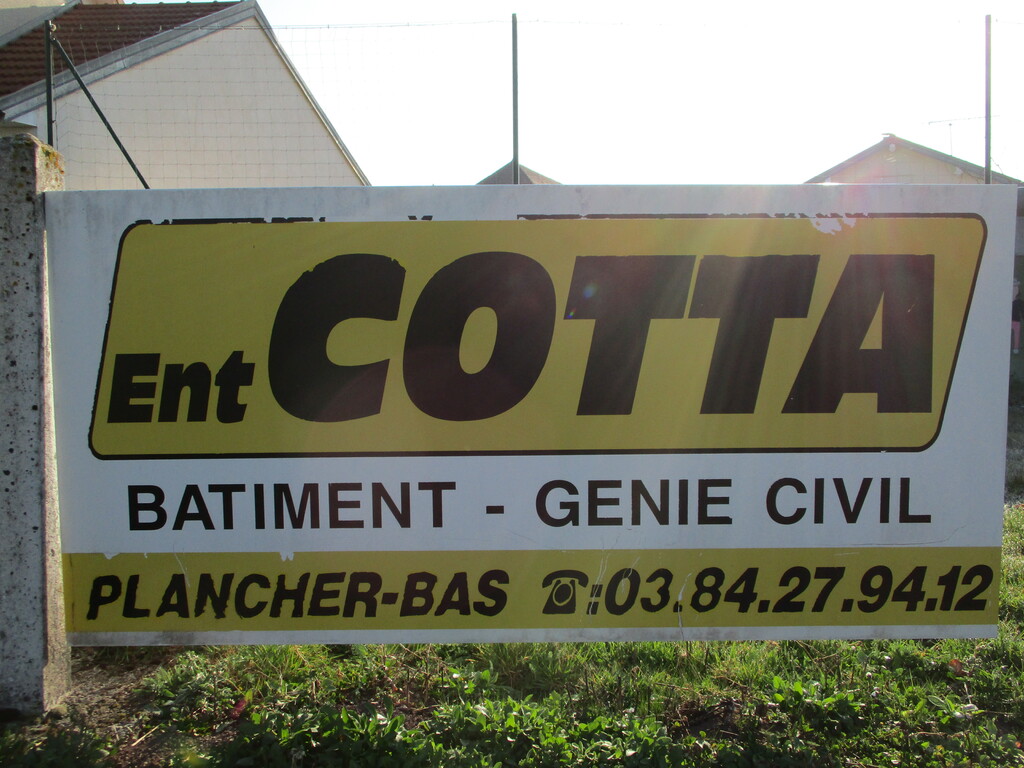 Ent COTTA
BATIMENT - GENIE CIVIL
PLANCHER-BAS ☎:03.84.27.94.12